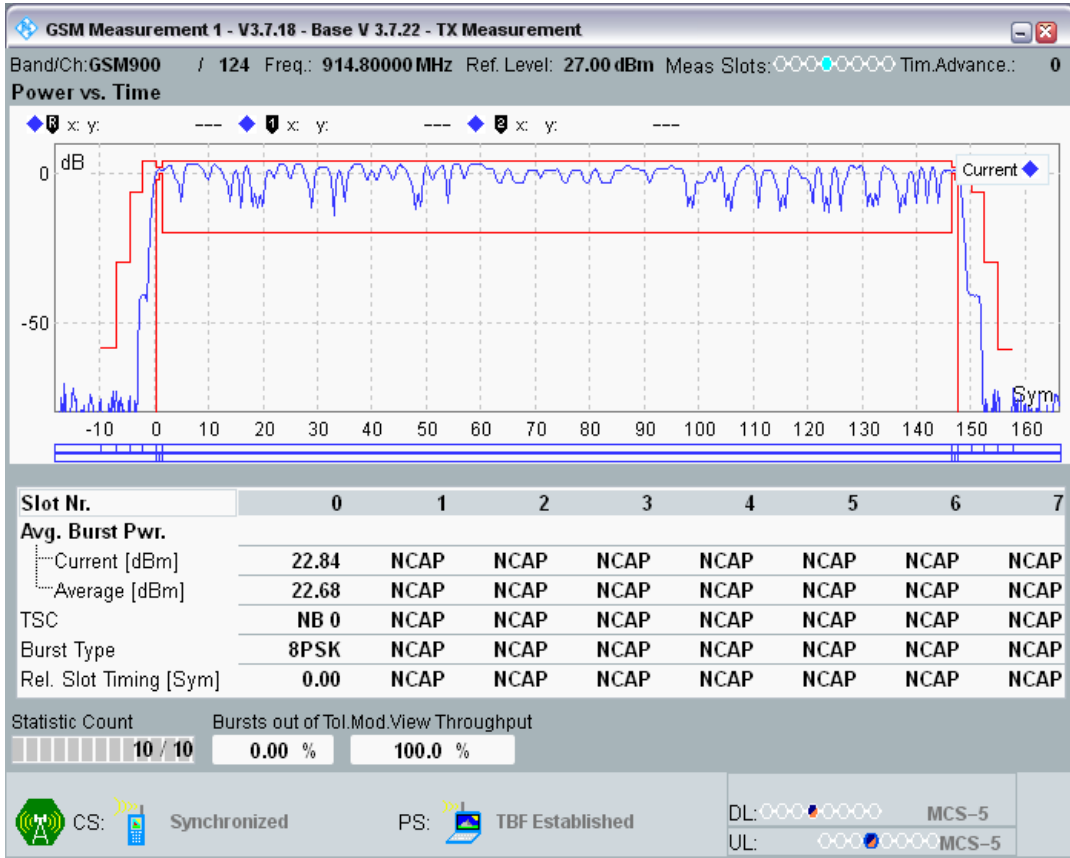 GSM Measurement 1 - V3.7.18 - Base V 3.7.22 - TX Measurement
Band/Ch:GSM900 / 124 Freq.: 914.80000 MHz Ref. Level: 27.00 dBm Meas Slots: Tim.Advance.: 0
Power vs. Time
R x: y: --- 1 x: y: --- 2 x: y: ---
dB
Current
0
-50
Sym
-10 0 10 20 30 40 50 60 70 80 90 100 110 120 130 140 150 160
Slot Nr. 0 1 2 3 4 5 6 7
Avg. Burst Pwr.
Current [dBm] 22.84 NCAP NCAP NCAP NCAP NCAP NCAP NCAP
Average [dBm] 22.68 NCAP NCAP NCAP NCAP NCAP NCAP NCAP
TSC NB 0 NCAP NCAP NCAP NCAP NCAP NCAP NCAP
Burst Type 8PSK NCAP NCAP NCAP NCAP NCAP NCAP NCAP
Rel. Slot Timing [Sym] 0.00 NCAP NCAP NCAP NCAP NCAP NCAP NCAP
Statistic Count Bursts out of Tol.Mod.View Throughput
10 / 10 0.00 % 100.0 %
CS: Synchronized PS: TBF Established
DL: MCS-5
UL: MCS-5